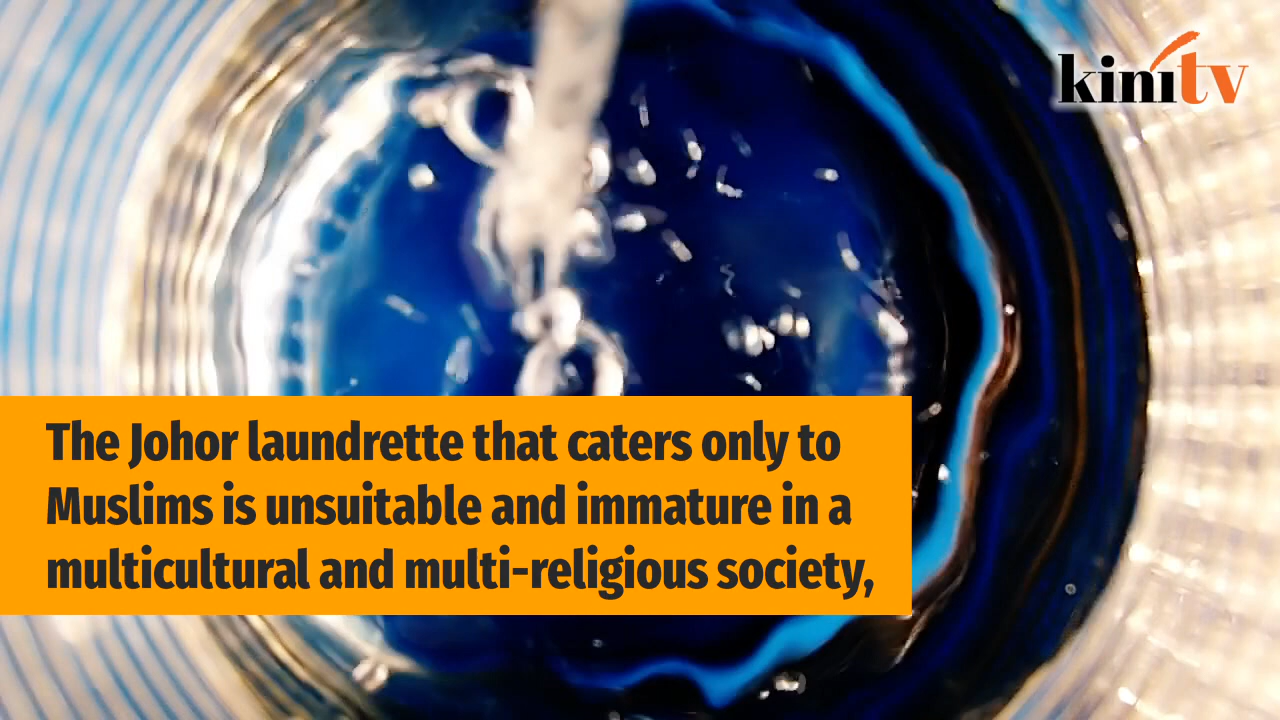 kinitv
The Johor laundrette that caters only to
Muslims is unsuitable and immature in a
multicultural and multi-religious society,